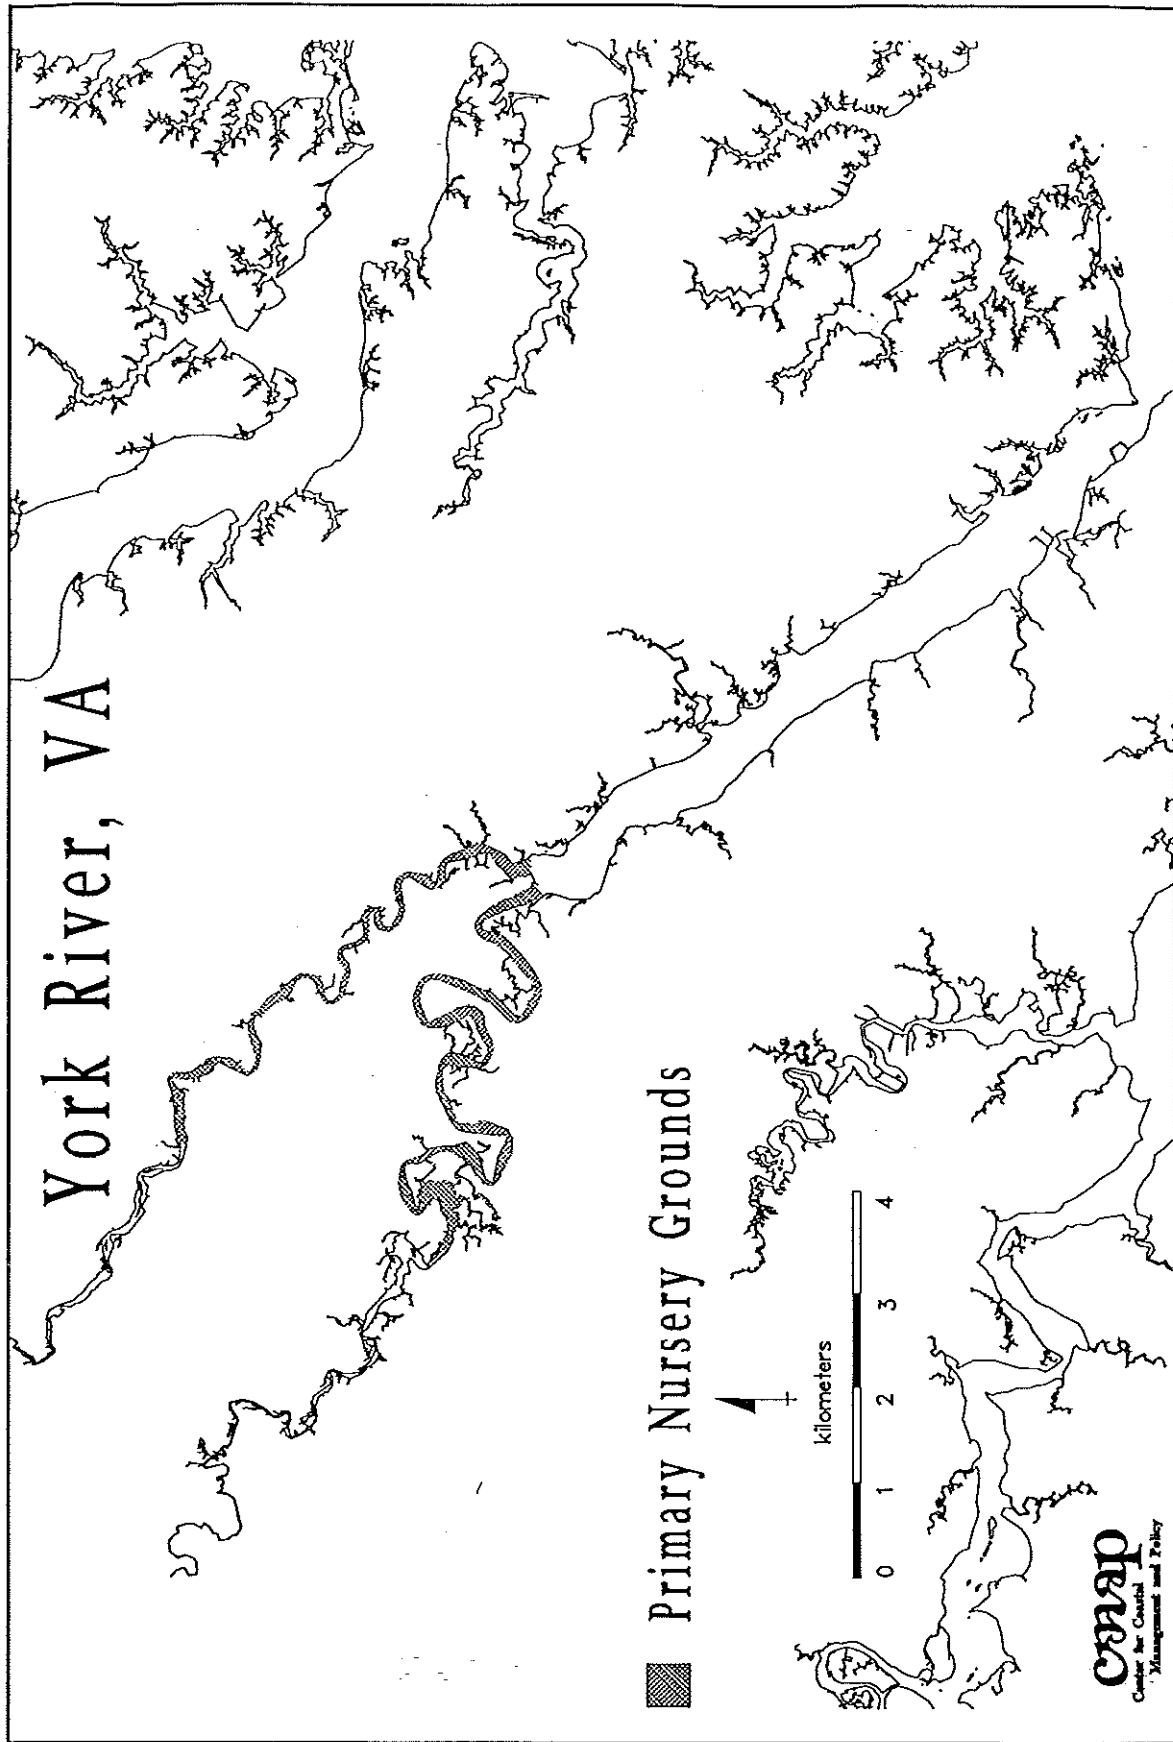 York River, VA
Primary Nursery Grounds
kilometers
0 1 2 3 4
cmap
Center for Coastal
Management and Policy